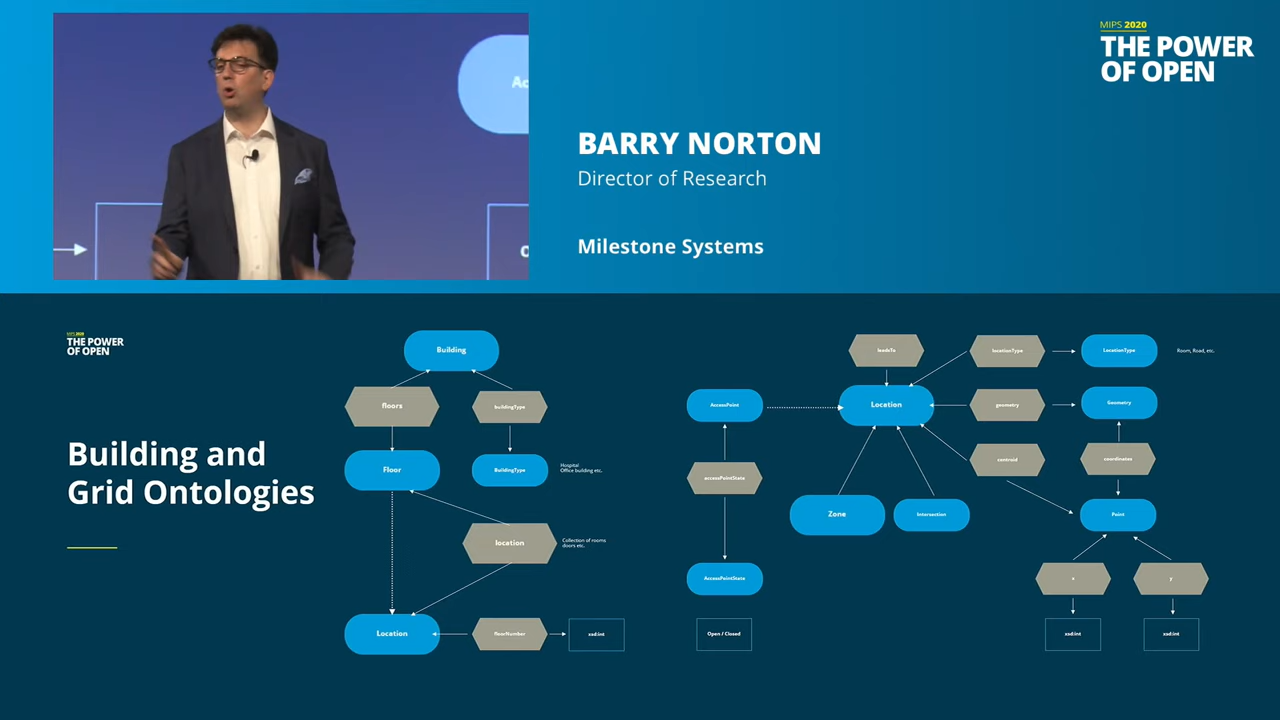 MIPS 2020
THE POWER
OF OPEN
BARRY NORTON
Director of Research
Milestone Systems
MIPS 2020
THE POWER
OF OPEN
Building and
Grid Ontologies
Building
floors
buildingType
Floor
BuildingType
Hospital
Office building etc.
location
Collection of rooms
doors etc.
Location
floorNumber
xsd:int
leadsTo
locationType
LocationType
Room, Road, etc.
AccessPoint
Location
geometry
Geometry
accessPointState
centroid
coordinates
Zone
Intersection
Point
AccessPointState
x
y
Open / Closed
xsd:int
xsd:int